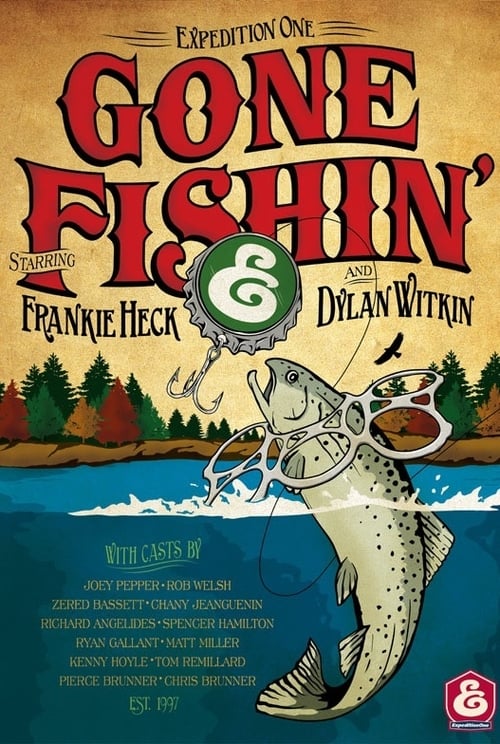 EXPEDITION ONE
GONE
FISHIN'
STARRING
FRANKIE HECK
&
AND
DYLAN WITKIN
WITH CASTS BY
JOEY PEPPER • ROB WELSH
ZERED BASSETT • CHANY JEANGUENIN
RICHARD ANGELIDES • SPENCER HAMILTON
RYAN GALLANT • MATT MILLER
KENNY HOYLE • TOM REMILLARD
PIERCE BRUNNER • CHRIS BRUNNER
EST. 1997
&
ExpeditionOne